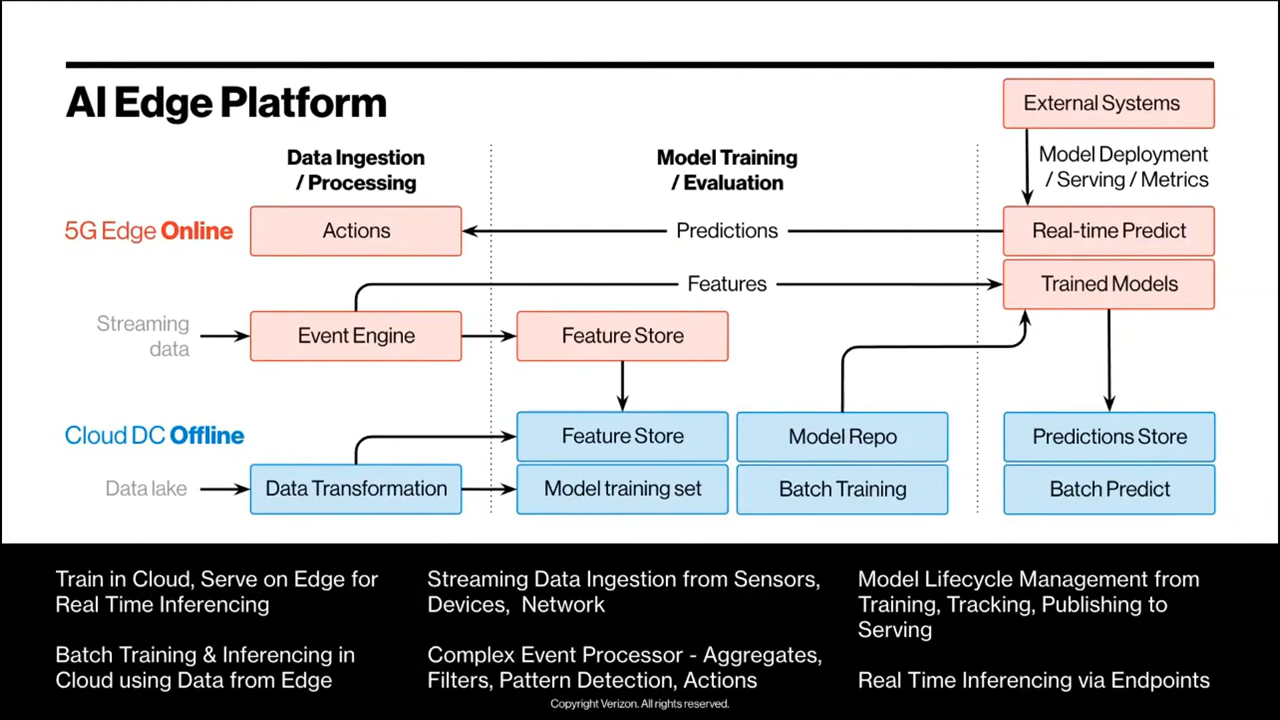 AI Edge Platform
External Systems
Data Ingestion
/ Processing
Model Training
/ Evaluation
Model Deployment
/ Serving / Metrics
5G Edge Online
Actions
Predictions
Real-time Predict
Features
Trained Models
Streaming
data
Event Engine
Feature Store
Cloud DC Offline
Feature Store
Model Repo
Predictions Store
Data lake
Data Transformation
Model training set
Batch Training
Batch Predict
Train in Cloud, Serve on Edge for
Real Time Inferencing
Batch Training & Inferencing in
Cloud using Data from Edge
Streaming Data Ingestion from Sensors,
Devices, Network
Complex Event Processor - Aggregates,
Filters, Pattern Detection, Actions
Model Lifecycle Management from
Training, Tracking, Publishing to
Serving
Real Time Inferencing via Endpoints
Copyright Verizon. All rights reserved.